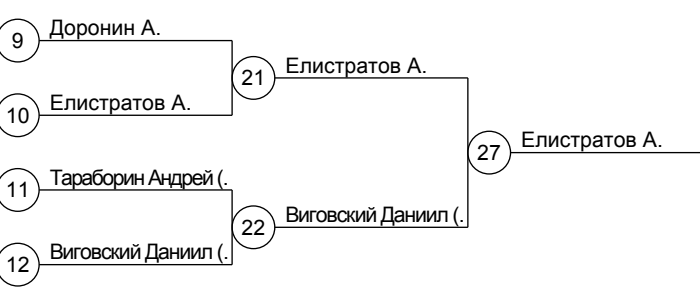 9 Доронин А.
21 Елистратов А.
10 Елистратов А.
27 Елистратов А.
11 Тараборин Андрей (.
22 Виговский Даниил (.
12 Виговский Даниил (.